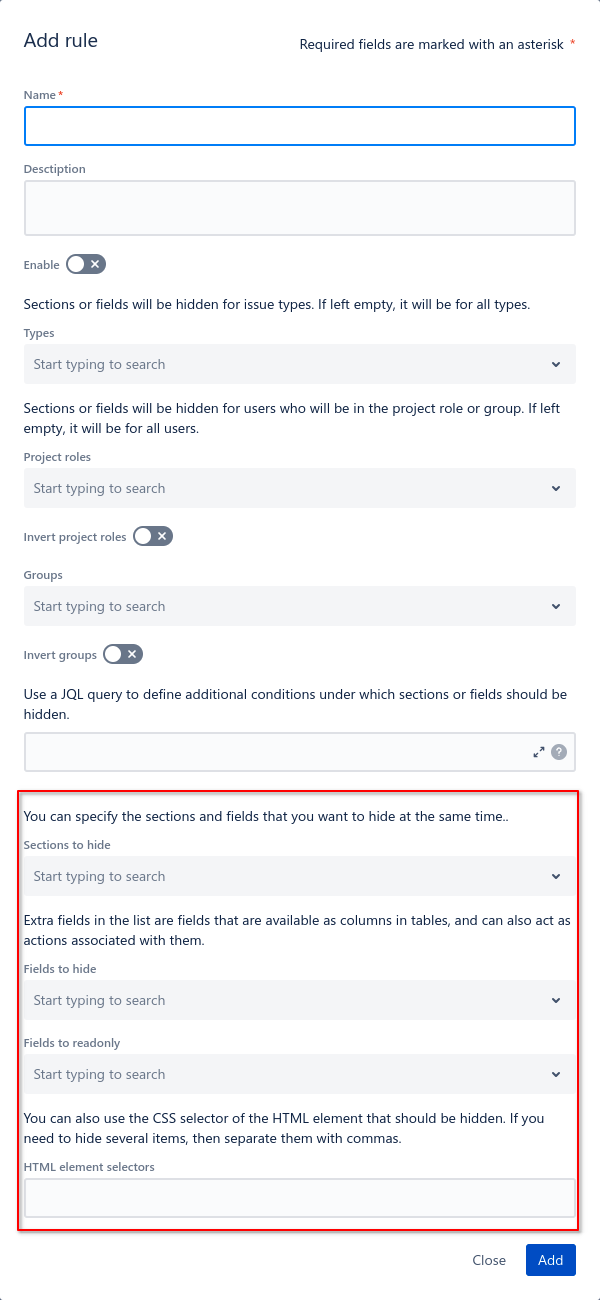 Add rule
Required fields are marked with an asterisk *
Name *
Desctiption
Enable
Sections or fields will be hidden for issue types. If left empty, it will be for all types.
Types
Start typing to search
Sections or fields will be hidden for users who will be in the project role or group. If left
empty, it will be for all users.
Project roles
Start typing to search
Invert project roles
Groups
Start typing to search
Invert groups
Use a JQL query to define additional conditions under which sections or fields should be
hidden.
?
You can specify the sections and fields that you want to hide at the same time..
Sections to hide
Start typing to search
Extra fields in the list are fields that are available as columns in tables, and can also act as
actions associated with them.
Fields to hide
Start typing to search
Fields to readonly
Start typing to search
You can also use the CSS selector of the HTML element that should be hidden. If you
need to hide several items, then separate them with commas.
HTML element selectors
Close
Add